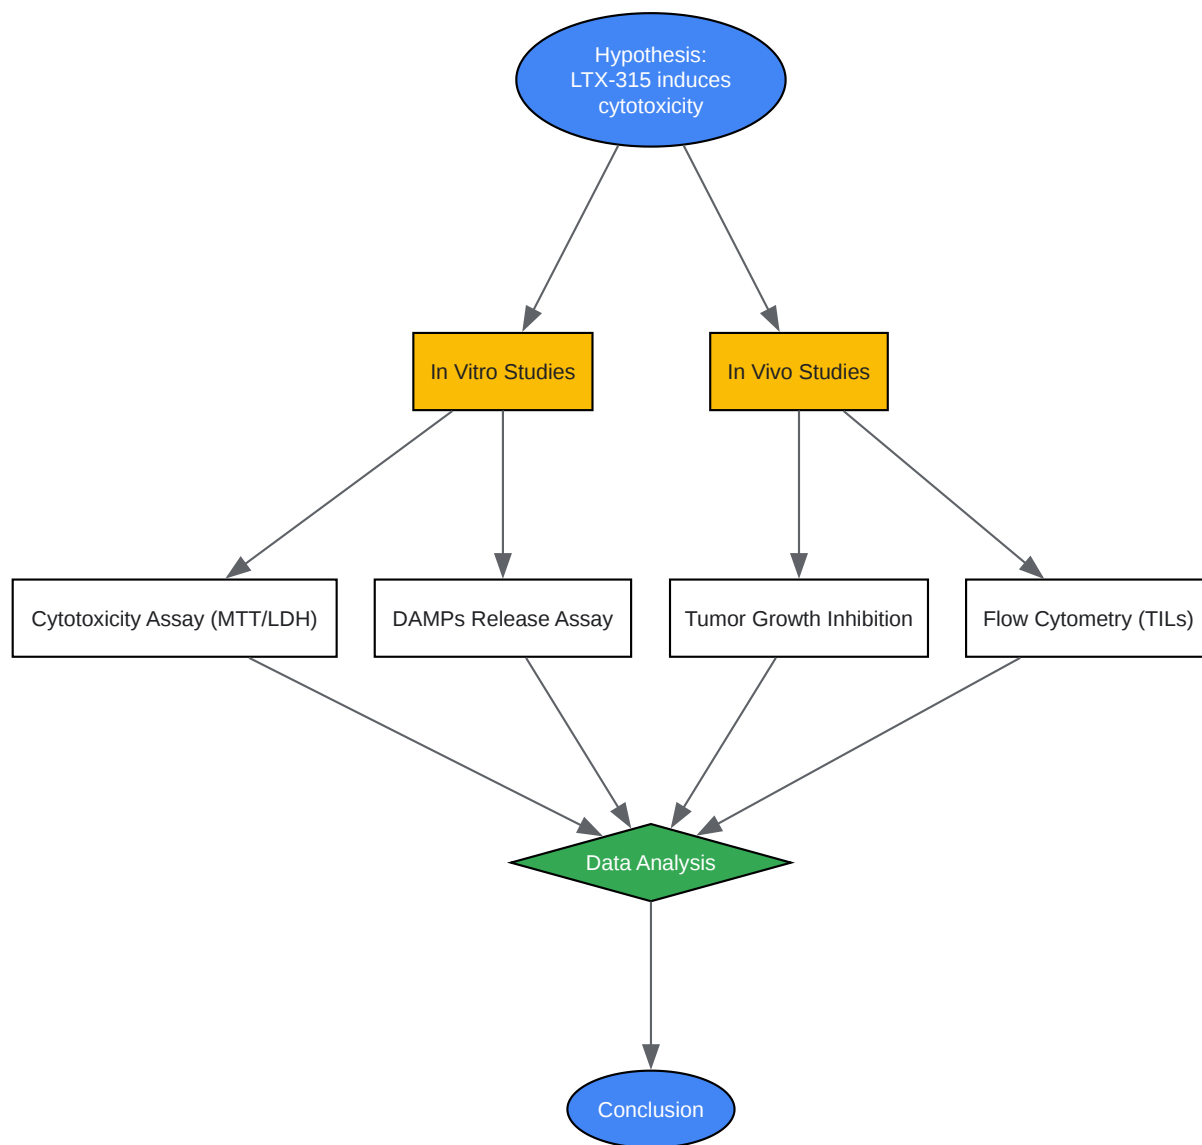 Hypothesis:
LTX-315 induces
cytotoxicity
In Vitro Studies
In Vivo Studies
Cytotoxicity Assay (MTT/LDH)
DAMPs Release Assay
Tumor Growth Inhibition
Flow Cytometry (TILs)
Data Analysis
Conclusion